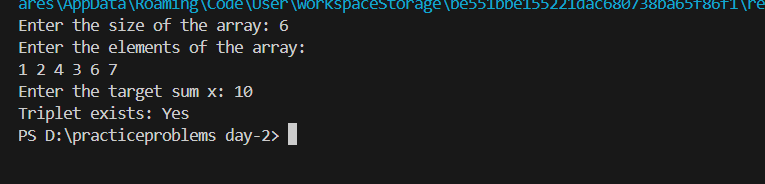 ares\AppData\Roaming\Code\User\workspaceStorage\be551bbe155221dac680738ba65f86f1\re
Enter the size of the array: 6
Enter the elements of the array:
1 2 4 3 6 7
Enter the target sum x: 10
Triplet exists: Yes
PS D:\practiceproblems day-2>